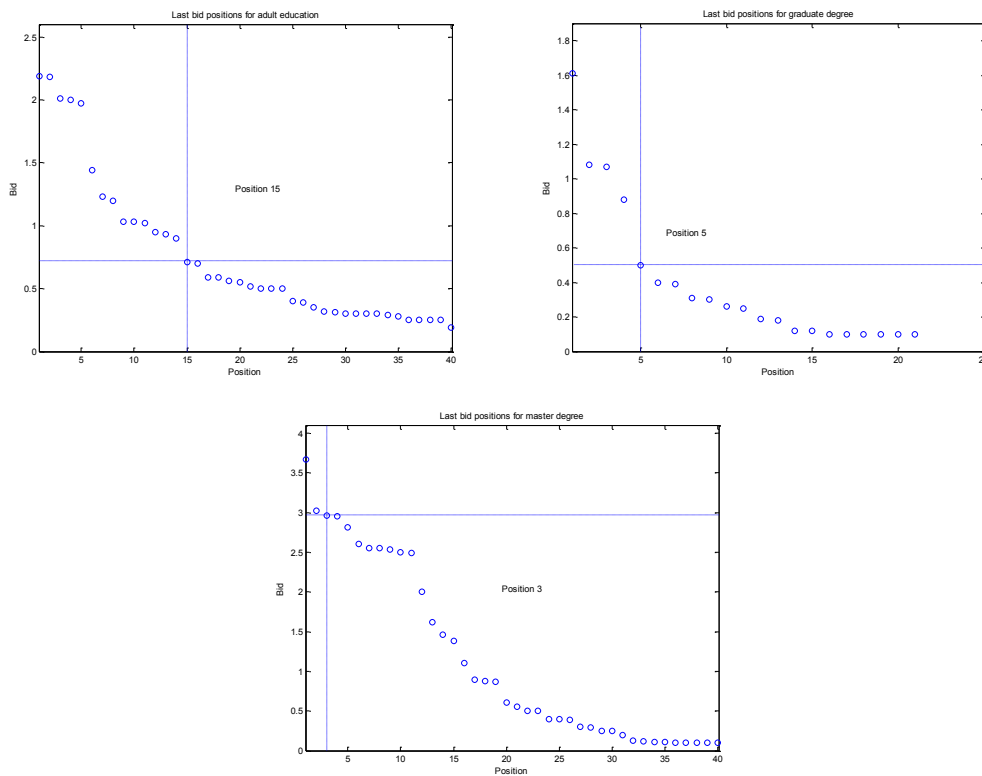 Last bid positions for adult education
2.5
2
1.5
1
0.5
0
Bid
Position 15
5 10 15 20 25 30 35 40
Position
Last bid positions for graduate degree
1.8
1.6
1.4
1.2
1
0.8
0.6
0.4
0.2
0
Bid
Position 5
5 10 15 20 25
Position
Last bid positions for master degree
4
3.5
3
2.5
2
1.5
1
0.5
0
Bid
Position 3
5 10 15 20 25 30 35 40
Position